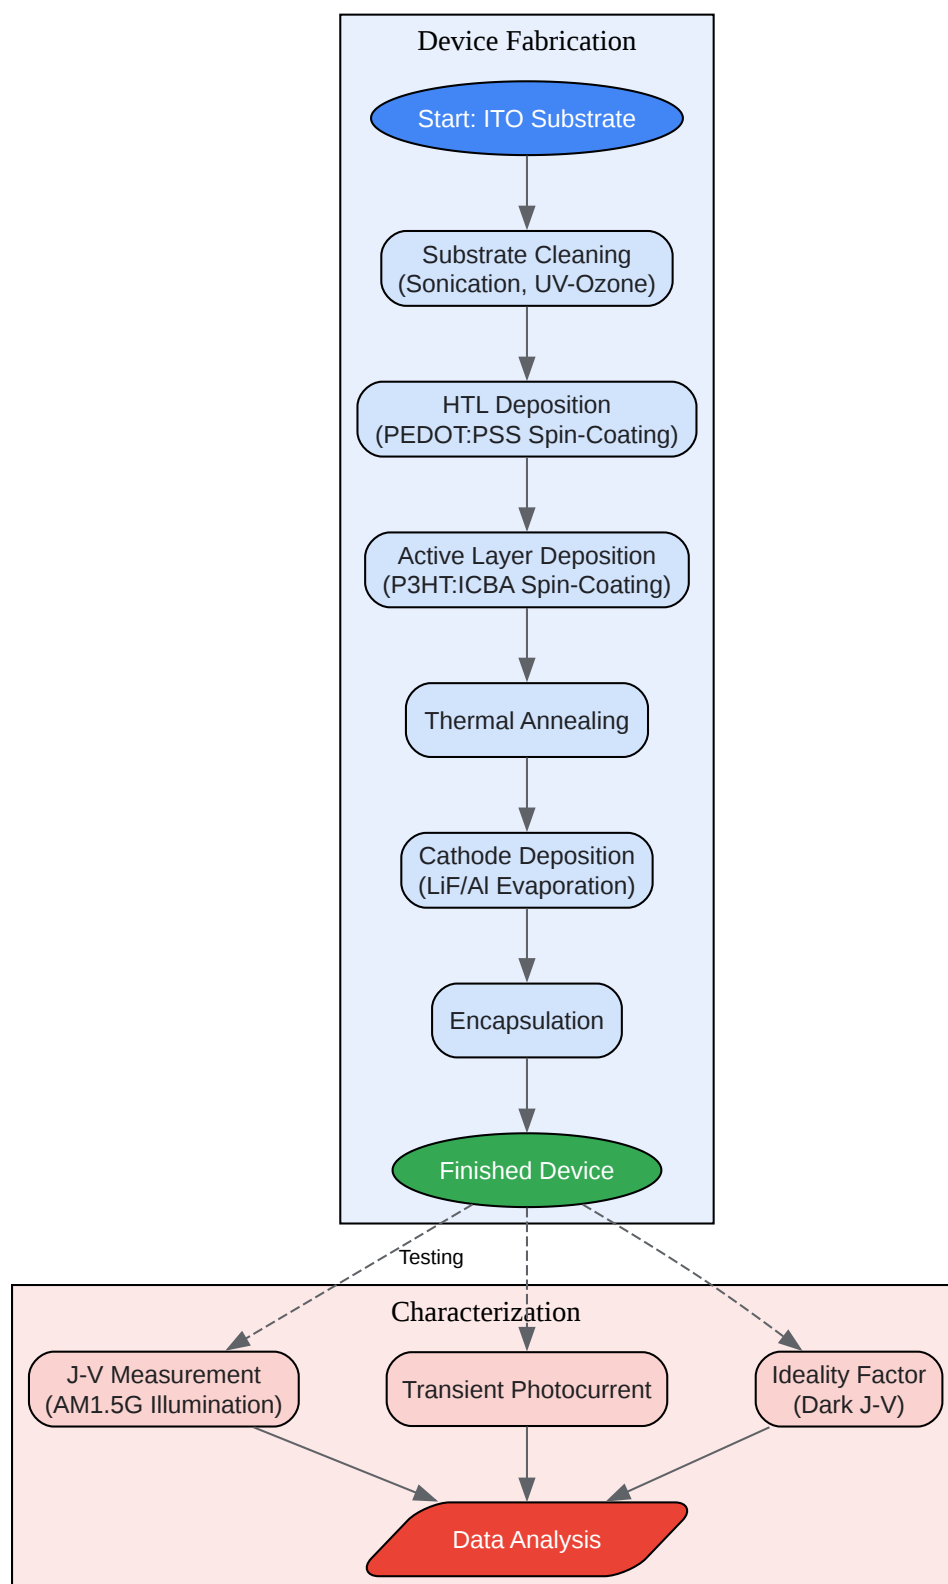 Device Fabrication
Start: ITO Substrate
Substrate Cleaning
(Sonication, UV-Ozone)
HTL Deposition
(PEDOT:PSS Spin-Coating)
Active Layer Deposition
(P3HT:ICBA Spin-Coating)
Thermal Annealing
Cathode Deposition
(LiF/Al Evaporation)
Encapsulation
Finished Device
Testing
Characterization
J-V Measurement
(AM1.5G Illumination)
Transient Photocurrent
Ideality Factor
(Dark J-V)
Data Analysis